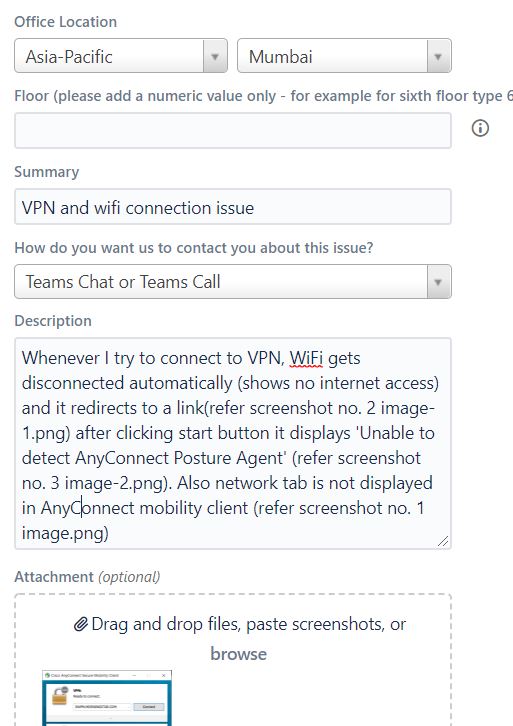 Office Location
Asia-Pacific
Mumbai
Floor (please add a numeric value only - for example for sixth floor type 6
Summary
VPN and wifi connection issue
How do you want us to contact you about this issue?
Teams Chat or Teams Call
Description
Whenever I try to connect to VPN, WiFi gets
disconnected automatically (shows no internet access)
and it redirects to a link(refer screenshot no. 2 image-
1.png) after clicking start button it displays 'Unable to
detect AnyConnect Posture Agent' (refer screenshot
no. 3 image-2.png). Also network tab is not displayed
in AnyConnect mobility client (refer screenshot no. 1
image.png)
Attachment (optional)
Drag and drop files, paste screenshots, or
browse
Cisco AnyConnect Secure Mobility Client
VPN:
Ready to connect.
Connect